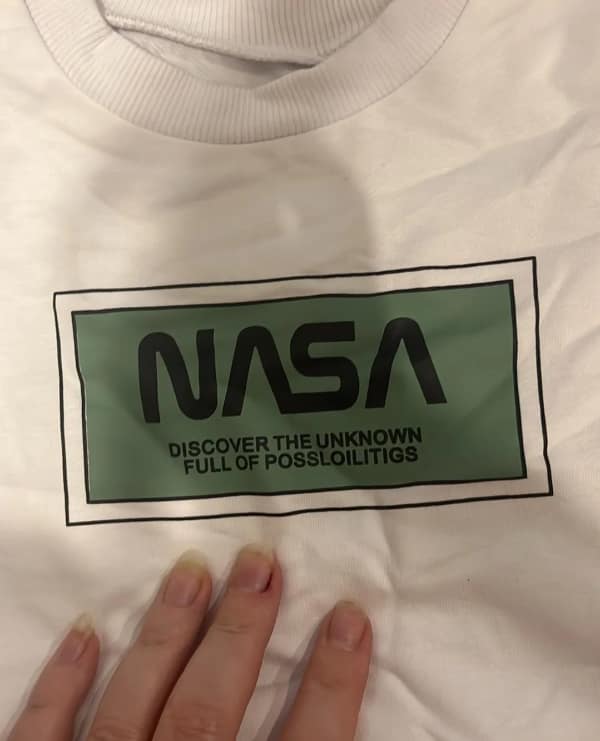 NASA
DISCOVER THE UNKNOWN
FULL OF POSSLOILITIGS